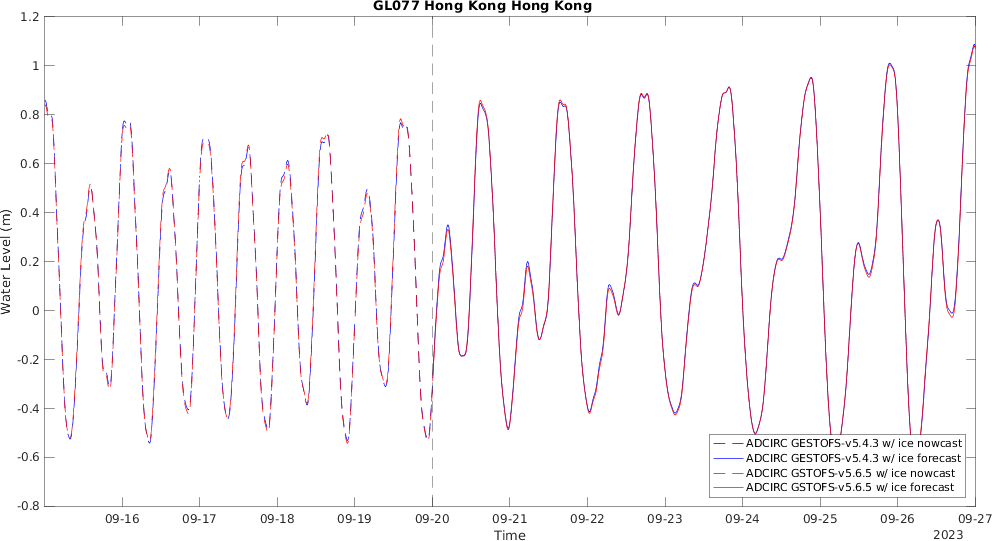 GL077 Hong Kong Hong Kong
Water Level (m)
1.2
1
0.8
0.6
0.4
0.2
0
-0.2
-0.4
-0.6
-0.8
ADCIRC GESTOFS-v5.4.3 w/ ice nowcast
ADCIRC GESTOFS-v5.4.3 w/ ice forecast
ADCIRC GSTOFS-v5.6.5 w/ ice nowcast
ADCIRC GSTOFS-v5.6.5 w/ ice forecast
09-16 09-17 09-18 09-19 09-20 09-21 09-22 09-23 09-24 09-25 09-26 09-27
Time
2023